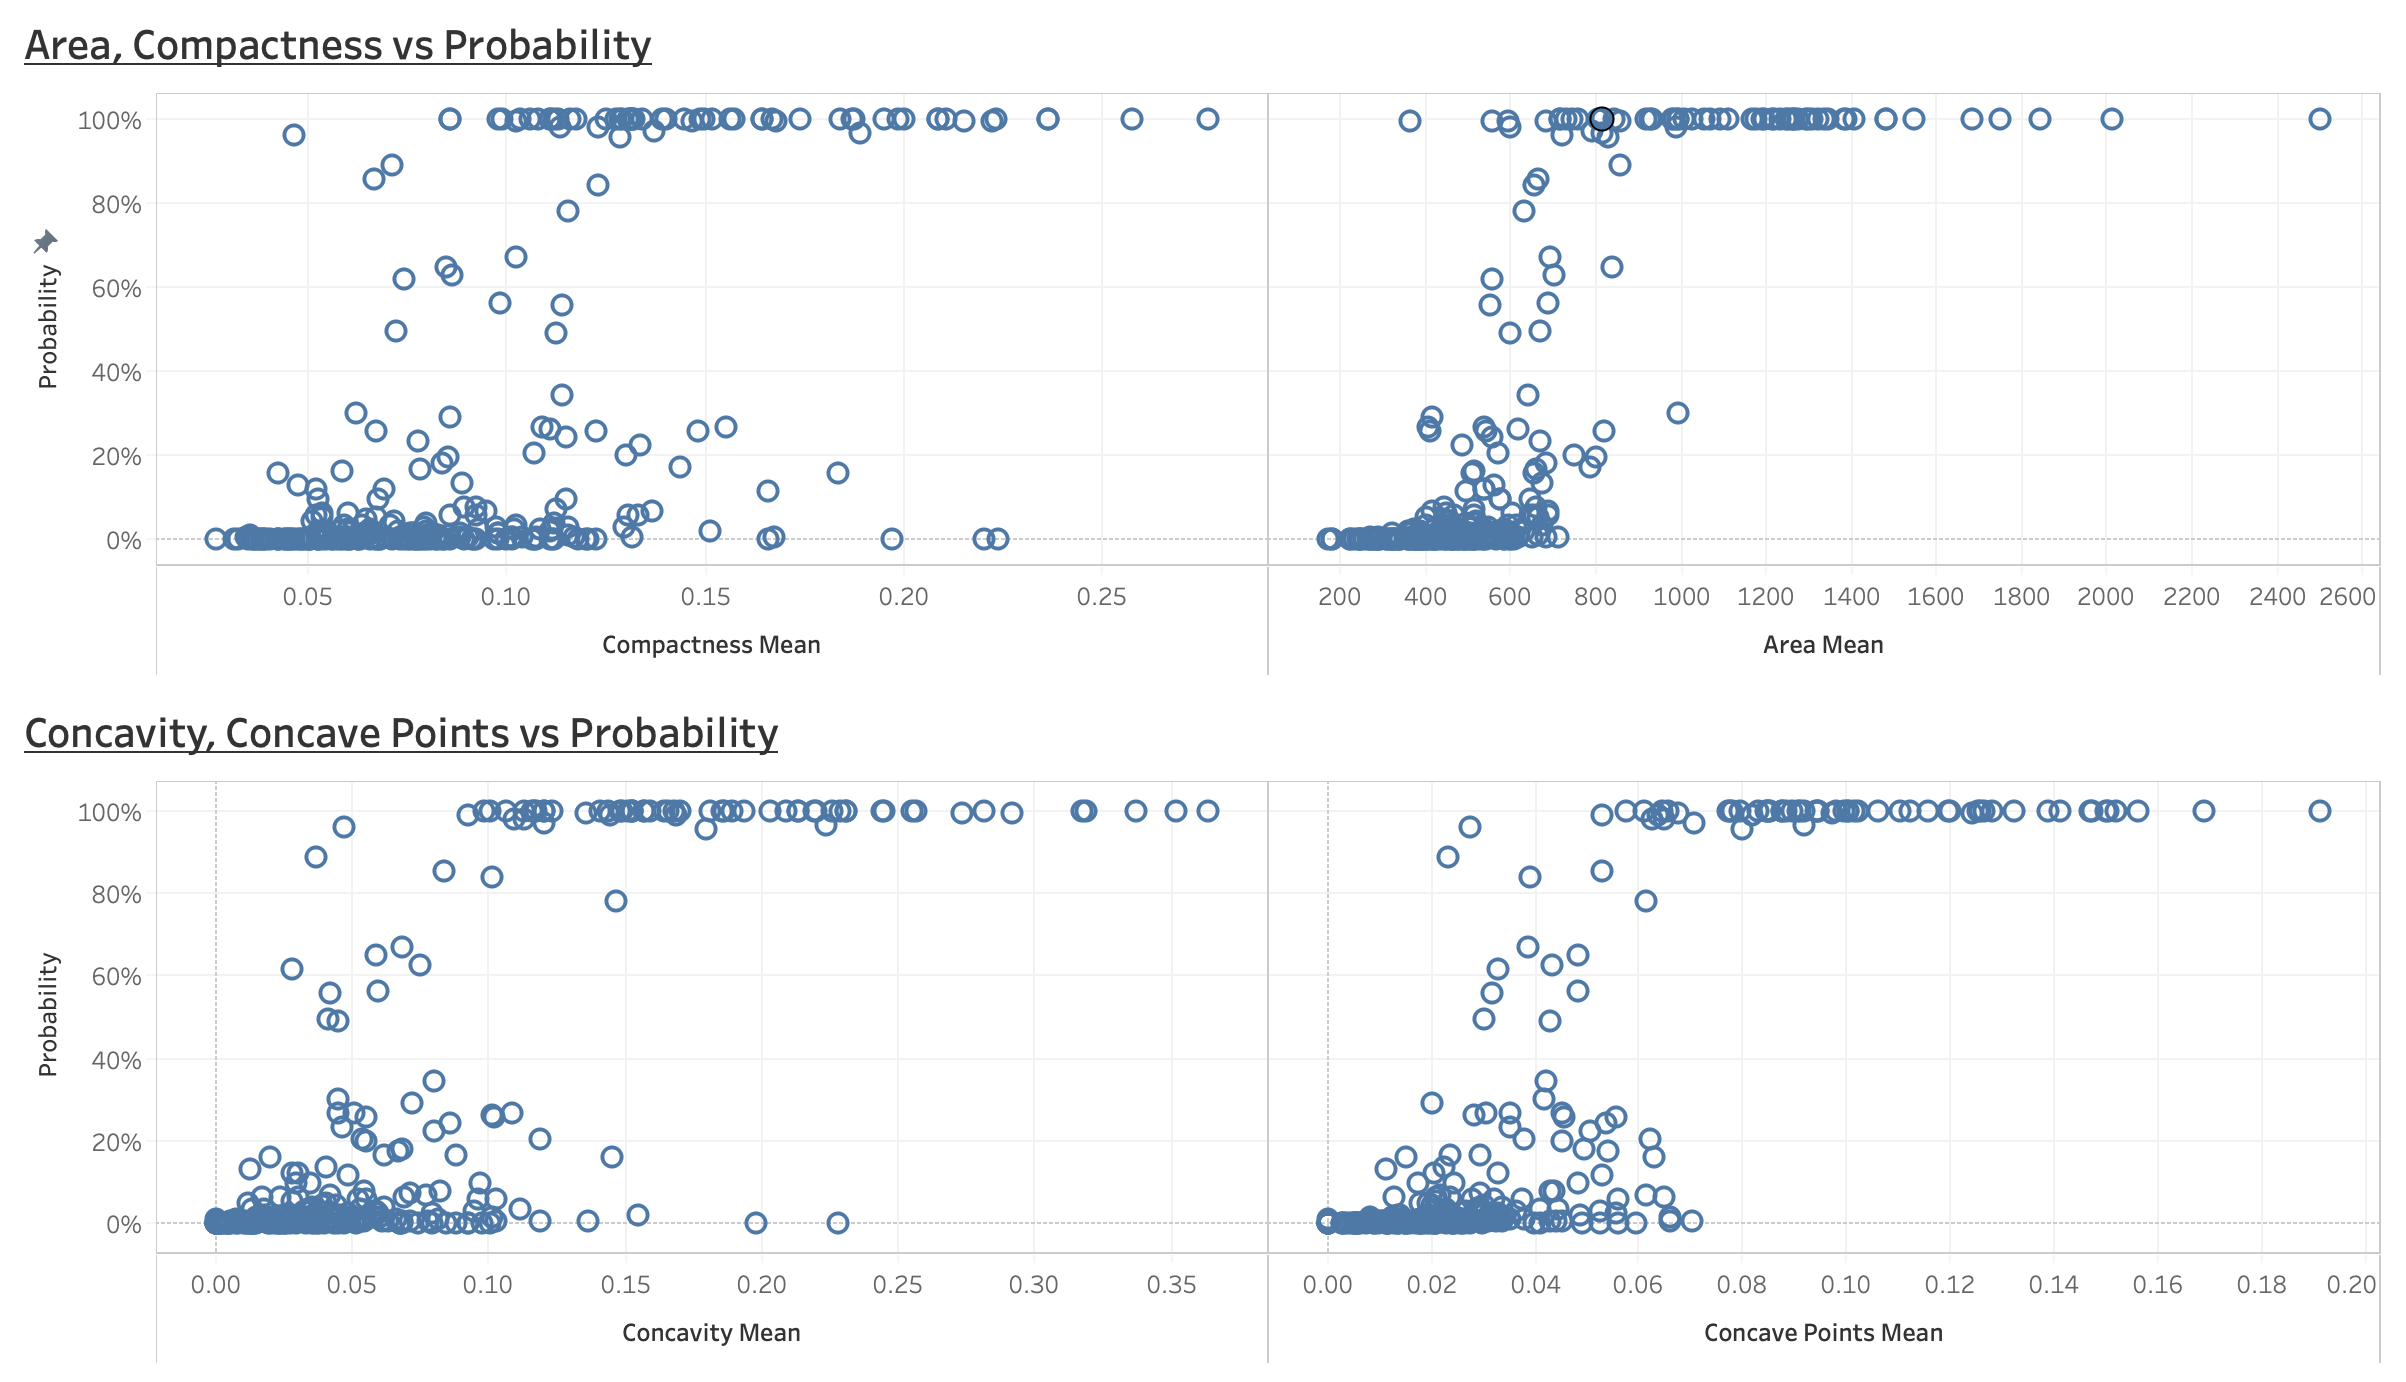 Area, Compactness vs Probability
Probability
100%
80%
60%
40%
20%
0%
0.05 0.10 0.15 0.20 0.25
200 400 600 800 1000 1200 1400 1600 1800 2000 2200 2400 2600
Compactness Mean
Area Mean
Concavity, Concave Points vs Probability
Probability
100%
80%
60%
40%
20%
0%
0.00 0.05 0.10 0.15 0.20 0.25 0.30 0.35
0.00 0.02 0.04 0.06 0.08 0.10 0.12 0.14 0.16 0.18 0.20
Concavity Mean
Concave Points Mean